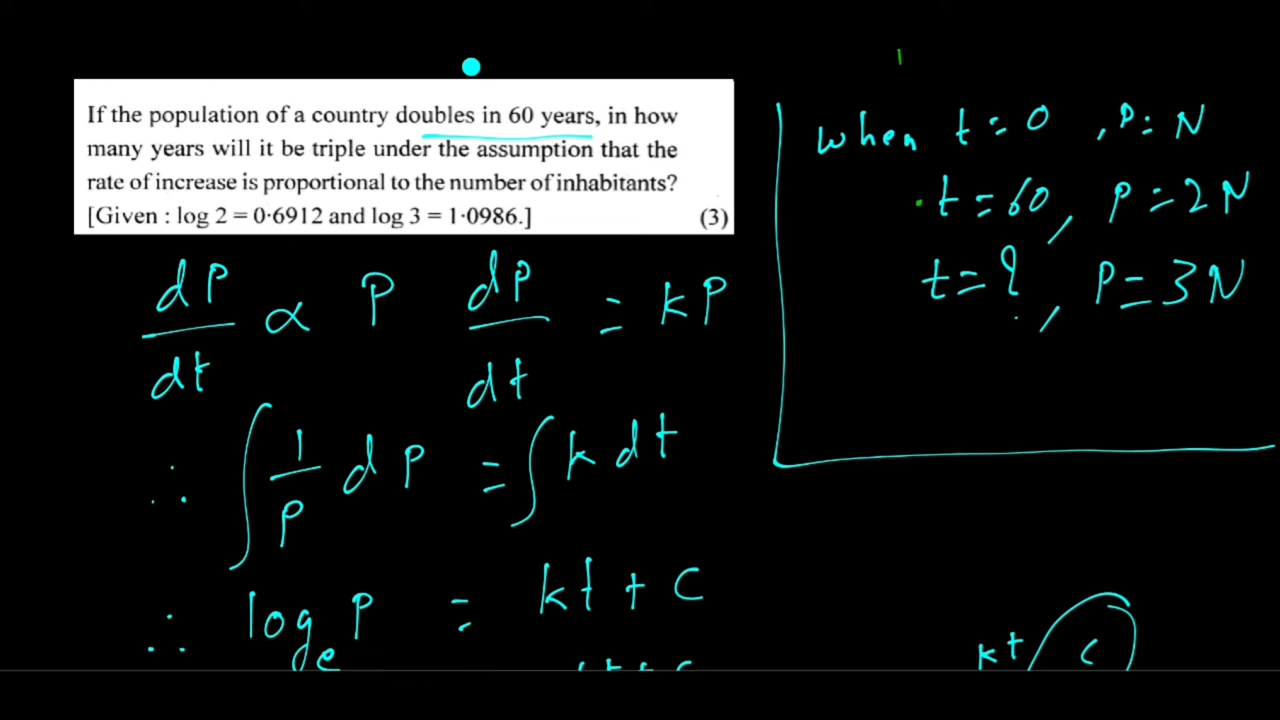 If the population of a country doubles in 60 years, in how
many years will it be triple under the assumption that the
rate of increase is proportional to the number of inhabitants?
[Given : log 2 = 0·6912 and log 3 = 1·0986.] (3)
when t = 0 , P = N
t = 60 , P = 2N
t = ? , P = 3N
dP/dt ∝ P dP/dt = kP
∴ ∫ 1/P dP = ∫ k dt
∴ log_e P = kt + C
kt C